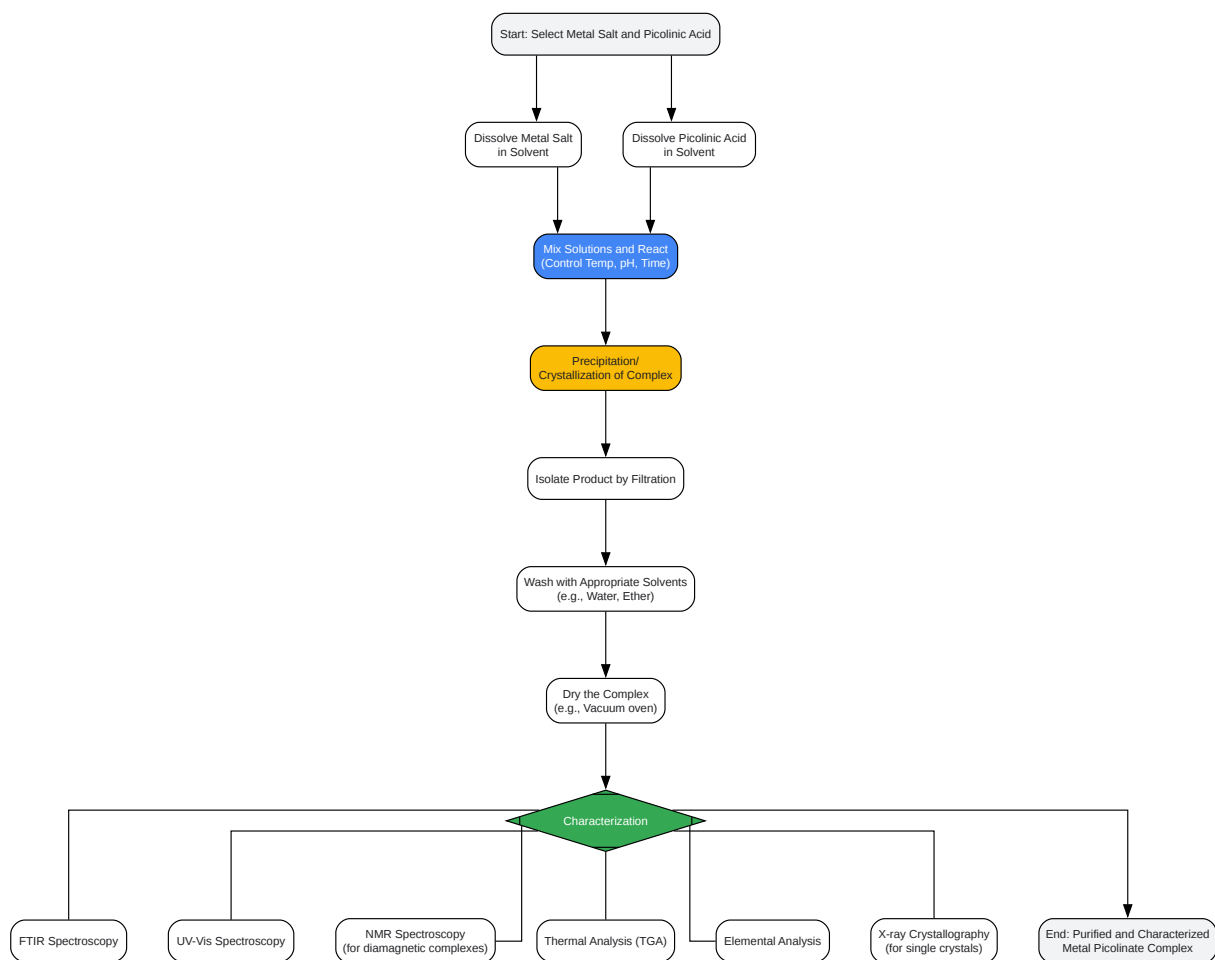 Start: Select Metal Salt and Picolinic Acid
Dissolve Metal Salt
in Solvent
Dissolve Picolinic Acid
in Solvent
Mix Solutions and React
(Control Temp, pH, Time)
Precipitation/
Crystallization of Complex
Isolate Product by Filtration
Wash with Appropriate Solvents
(e.g., Water, Ether)
Dry the Complex
(e.g., Vacuum oven)
Characterization
FTIR Spectroscopy
UV-Vis Spectroscopy
NMR Spectroscopy
(for diamagnetic complexes)
Thermal Analysis (TGA)
Elemental Analysis
X-ray Crystallography
(for single crystals)
End: Purified and Characterized
Metal Picolinate Complex